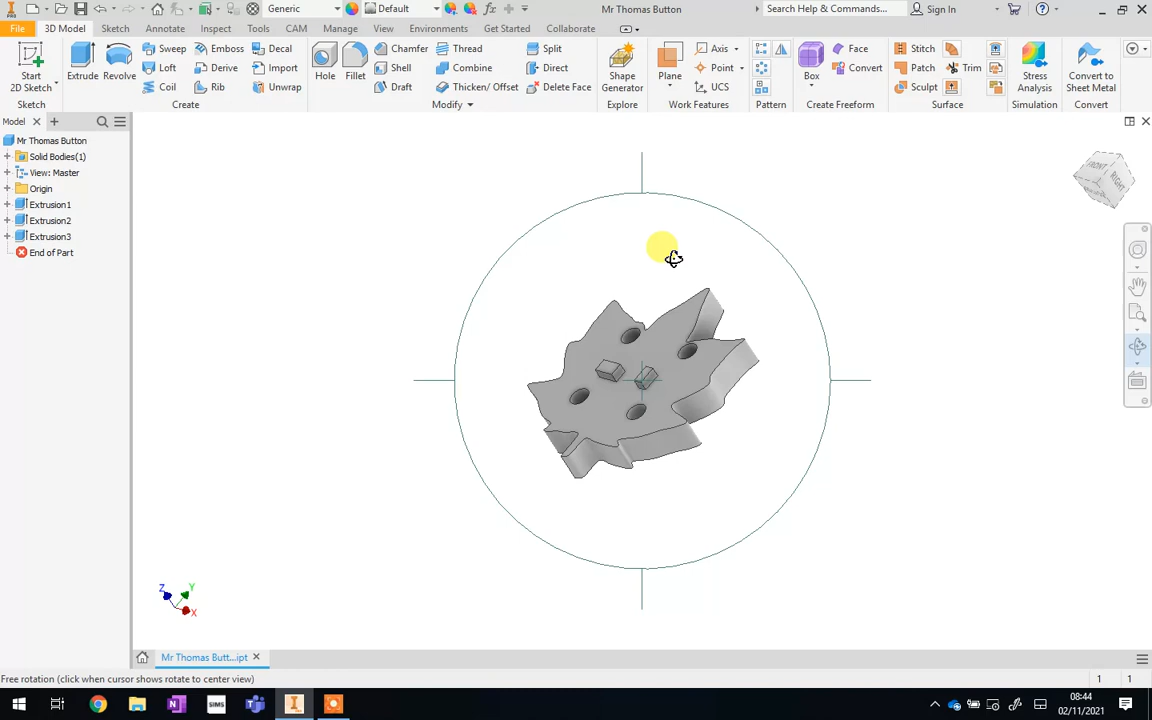 Generic Default fx Mr Thomas Button Search Help & Commands... Sign In
File 3D Model Sketch Annotate Inspect Tools Manage View Environments Get Started Collaborate
Start 2D Sketch
Sketch
Extrude
Revolve
Sweep
Loft
Coil
Emboss
Derive
Rib
Decal
Import
Unwrap
Create
Hole
Fillet
Chamfer
Shell
Draft
Thread
Combine
Thicken/ Offset
Split
Direct
Delete Face
Modify
Shape Generator
Explore
Plane
Axis
Point
UCS
Work Features
Pattern
Box
Face
Convert
Create Freeform
Stitch
Patch
Sculpt
Trim
Surface
Stress Analysis
Simulation
Convert to Sheet Metal
Convert
Model
Mr Thomas Button
Solid Bodies(1)
View: Master
Origin
Extrusion1
Extrusion2
Extrusion3
End of Part
FRONT
RIGHT
Z
Y
X
Mr Thomas Butt...ipt
Free rotation (click when cursor shows rotate to center view) 1 1
SIMS
08:44
02/11/2021